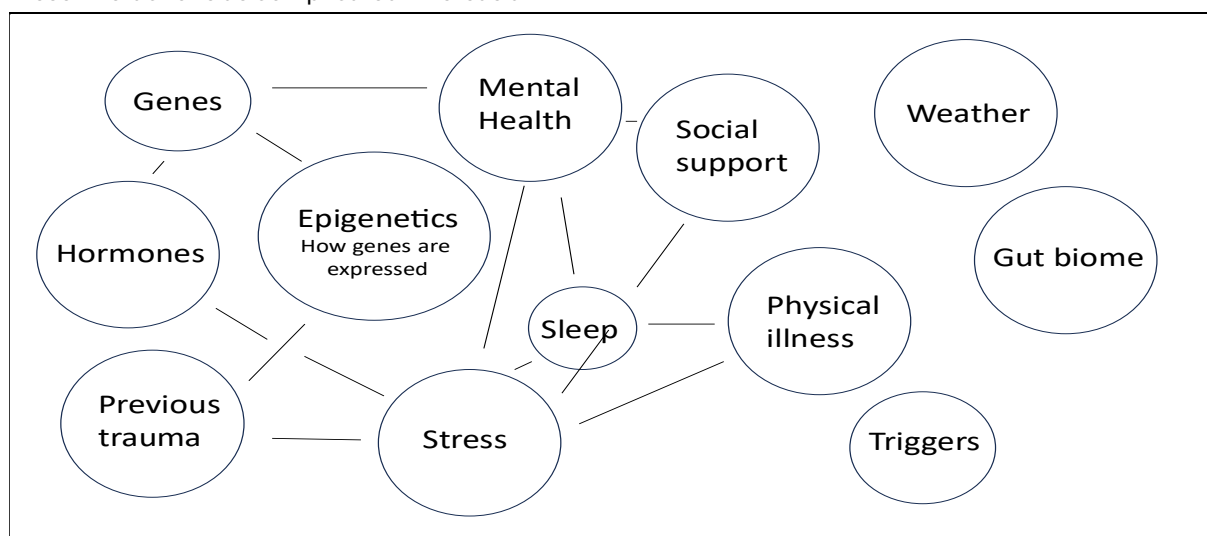 Genes
Mental
Health
Social
support
Weather
Epigenetics
How genes are
expressed
Hormones
Gut biome
Sleep
Physical
illness
Previous
trauma
Stress
Triggers